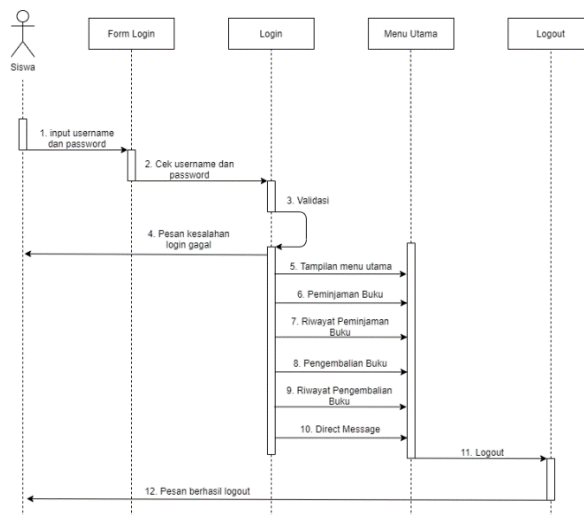 Siswa
Form Login
Login
Menu Utama
Logout
1. input username
dan password
2. Cek username dan
password
3. Validasi
4. Pesan kesalahan
login gagal
5. Tampilan menu utama
6. Peminjaman Buku
7. Riwayat Peminjaman
Buku
8. Pengembalian Buku
9. Riwayat Pengembalian
Buku
10. Direct Message
11. Logout
12. Pesan berhasil logout